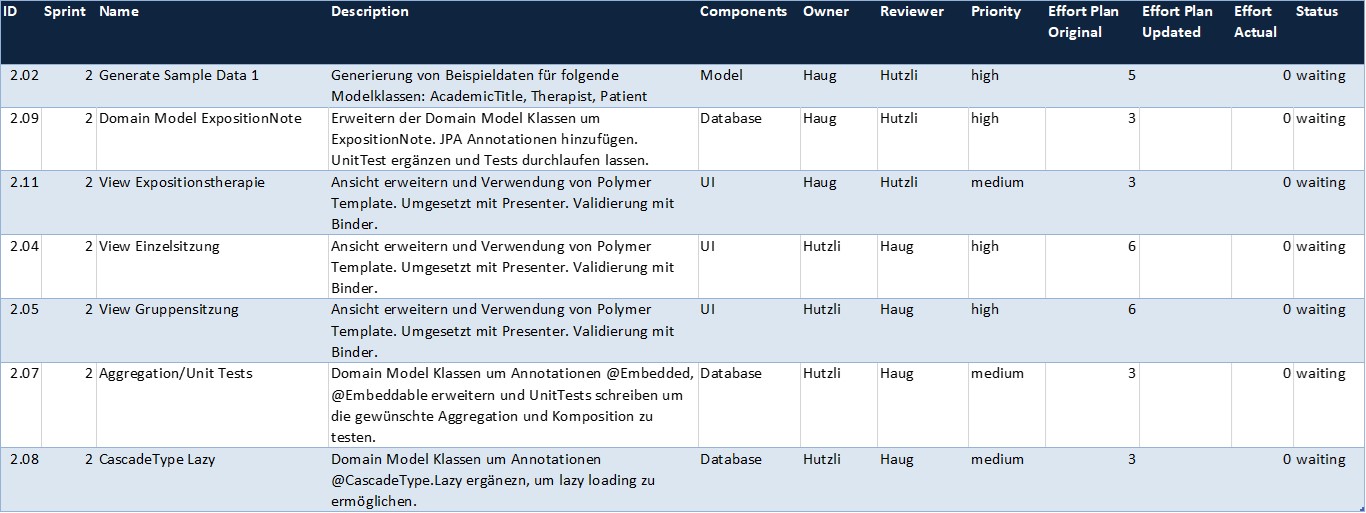 ID Sprint Name Description Components Owner Reviewer Priority Effort Plan Effort Plan Effort Status
Original Updated Actual
2.02 2 Generate Sample Data 1 Generierung von Beispieldaten für folgende Model Haug Hutzli high 5 0 waiting
Modelklassen: AcademicTitle, Therapist, Patient
2.09 2 Domain Model ExpositionNote Erweitern der Domain Model Klassen um Database Haug Hutzli high 3 0 waiting
ExpositionNote. JPA Annotationen hinzufügen.
UnitTest ergänzen und Tests durchlaufen lassen.
2.11 2 View Expositionstherapie Ansicht erweitern und Verwendung von Polymer UI Haug Hutzli medium 3 0 waiting
Template. Umgesetzt mit Presenter. Validierung mit
Binder.
2.04 2 View Einzelsitzung Ansicht erweitern und Verwendung von Polymer UI Hutzli Haug high 6 0 waiting
Template. Umgesetzt mit Presenter. Validierung mit
Binder.
2.05 2 View Gruppensitzung Ansicht erweitern und Verwendung von Polymer UI Hutzli Haug high 6 0 waiting
Template. Umgesetzt mit Presenter. Validierung mit
Binder.
2.07 2 Aggregation/Unit Tests Domain Model Klassen um Annotationen @Embedded, Database Hutzli Haug medium 3 0 waiting
@Embeddable erweitern und UnitTests schreiben um
die gewünschte Aggregation und Komposition zu
testen.
2.08 2 CascadeType Lazy Domain Model Klassen um Annotationen Database Hutzli Haug medium 3 0 waiting
@CascadeType.Lazy ergänezn, um lazy loading zu
ermöglichen.